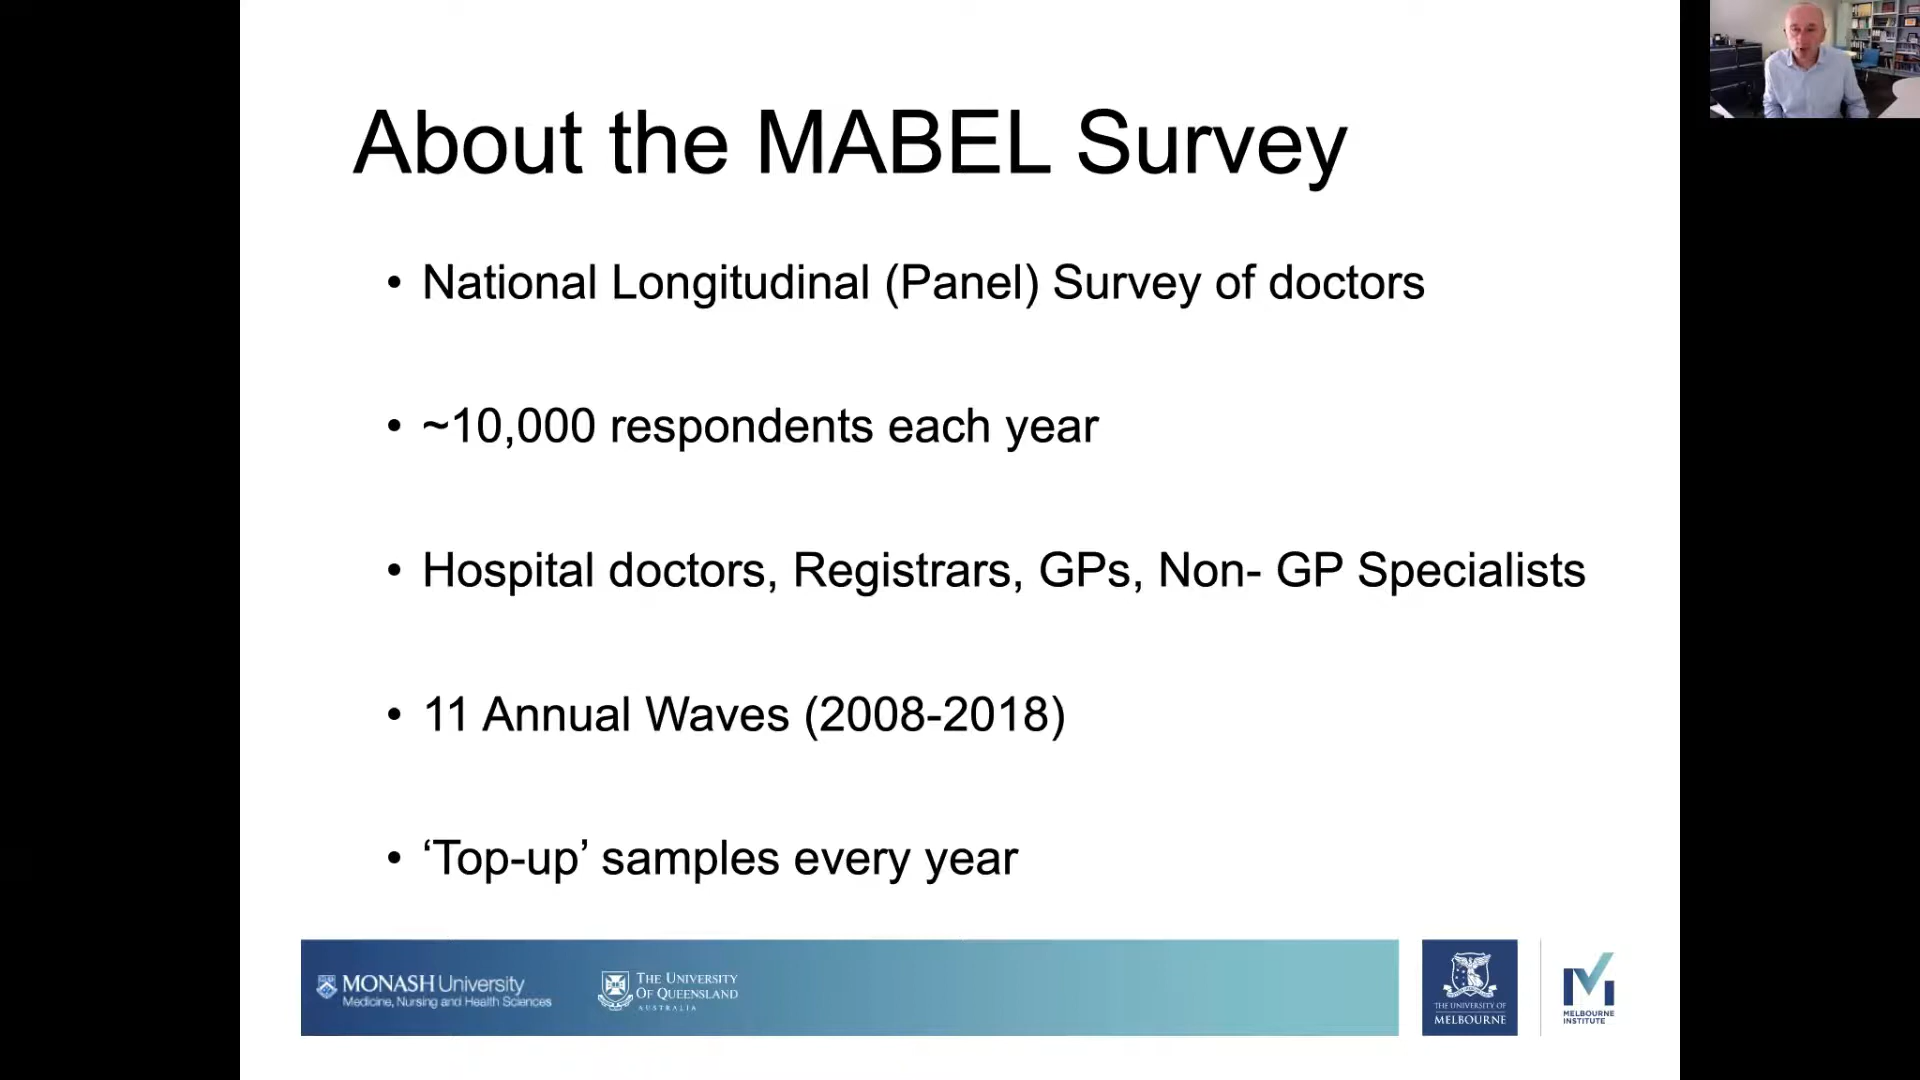 About the MABEL Survey
• National Longitudinal (Panel) Survey of doctors
• ~10,000 respondents each year
• Hospital doctors, Registrars, GPs, Non- GP Specialists
• 11 Annual Waves (2008-2018)
• ‘Top-up’ samples every year
MONASH University
Medicine, Nursing and Health Sciences
THE UNIVERSITY
OF QUEENSLAND
AUSTRALIA
THE UNIVERSITY OF
MELBOURNE
MELBOURNE
INSTITUTE